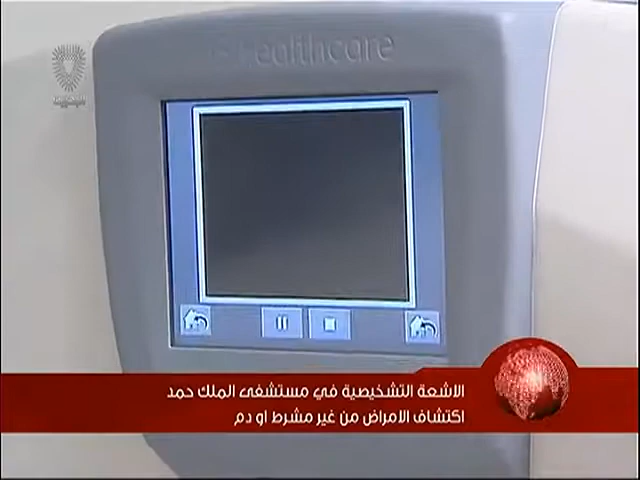 Healthcare
الاشعة التشخيصية في مستشفى الملك حمد
اكتشاف الامراض من غير مشرط او دم